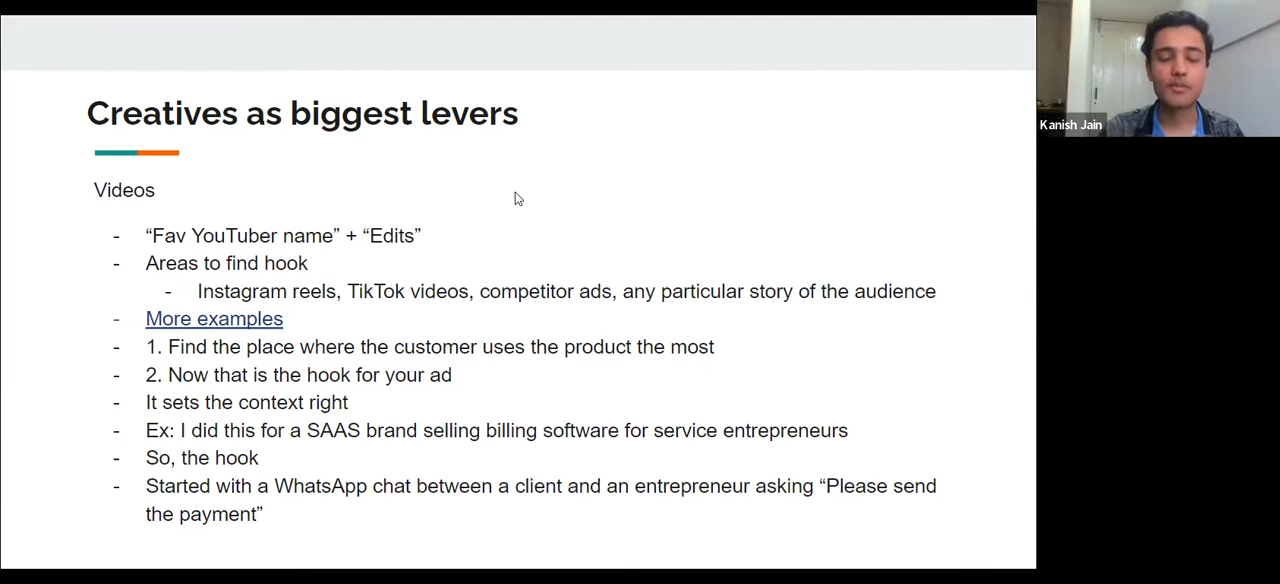 Creatives as biggest levers
Videos
- “Fav YouTuber name” + “Edits”
- Areas to find hook
- Instagram reels, TikTok videos, competitor ads, any particular story of the audience
- More examples
- 1. Find the place where the customer uses the product the most
- 2. Now that is the hook for your ad
- It sets the context right
- Ex: I did this for a SAAS brand selling billing software for service entrepreneurs
- So, the hook
- Started with a WhatsApp chat between a client and an entrepreneur asking “Please send
the payment”
Kanish Jain